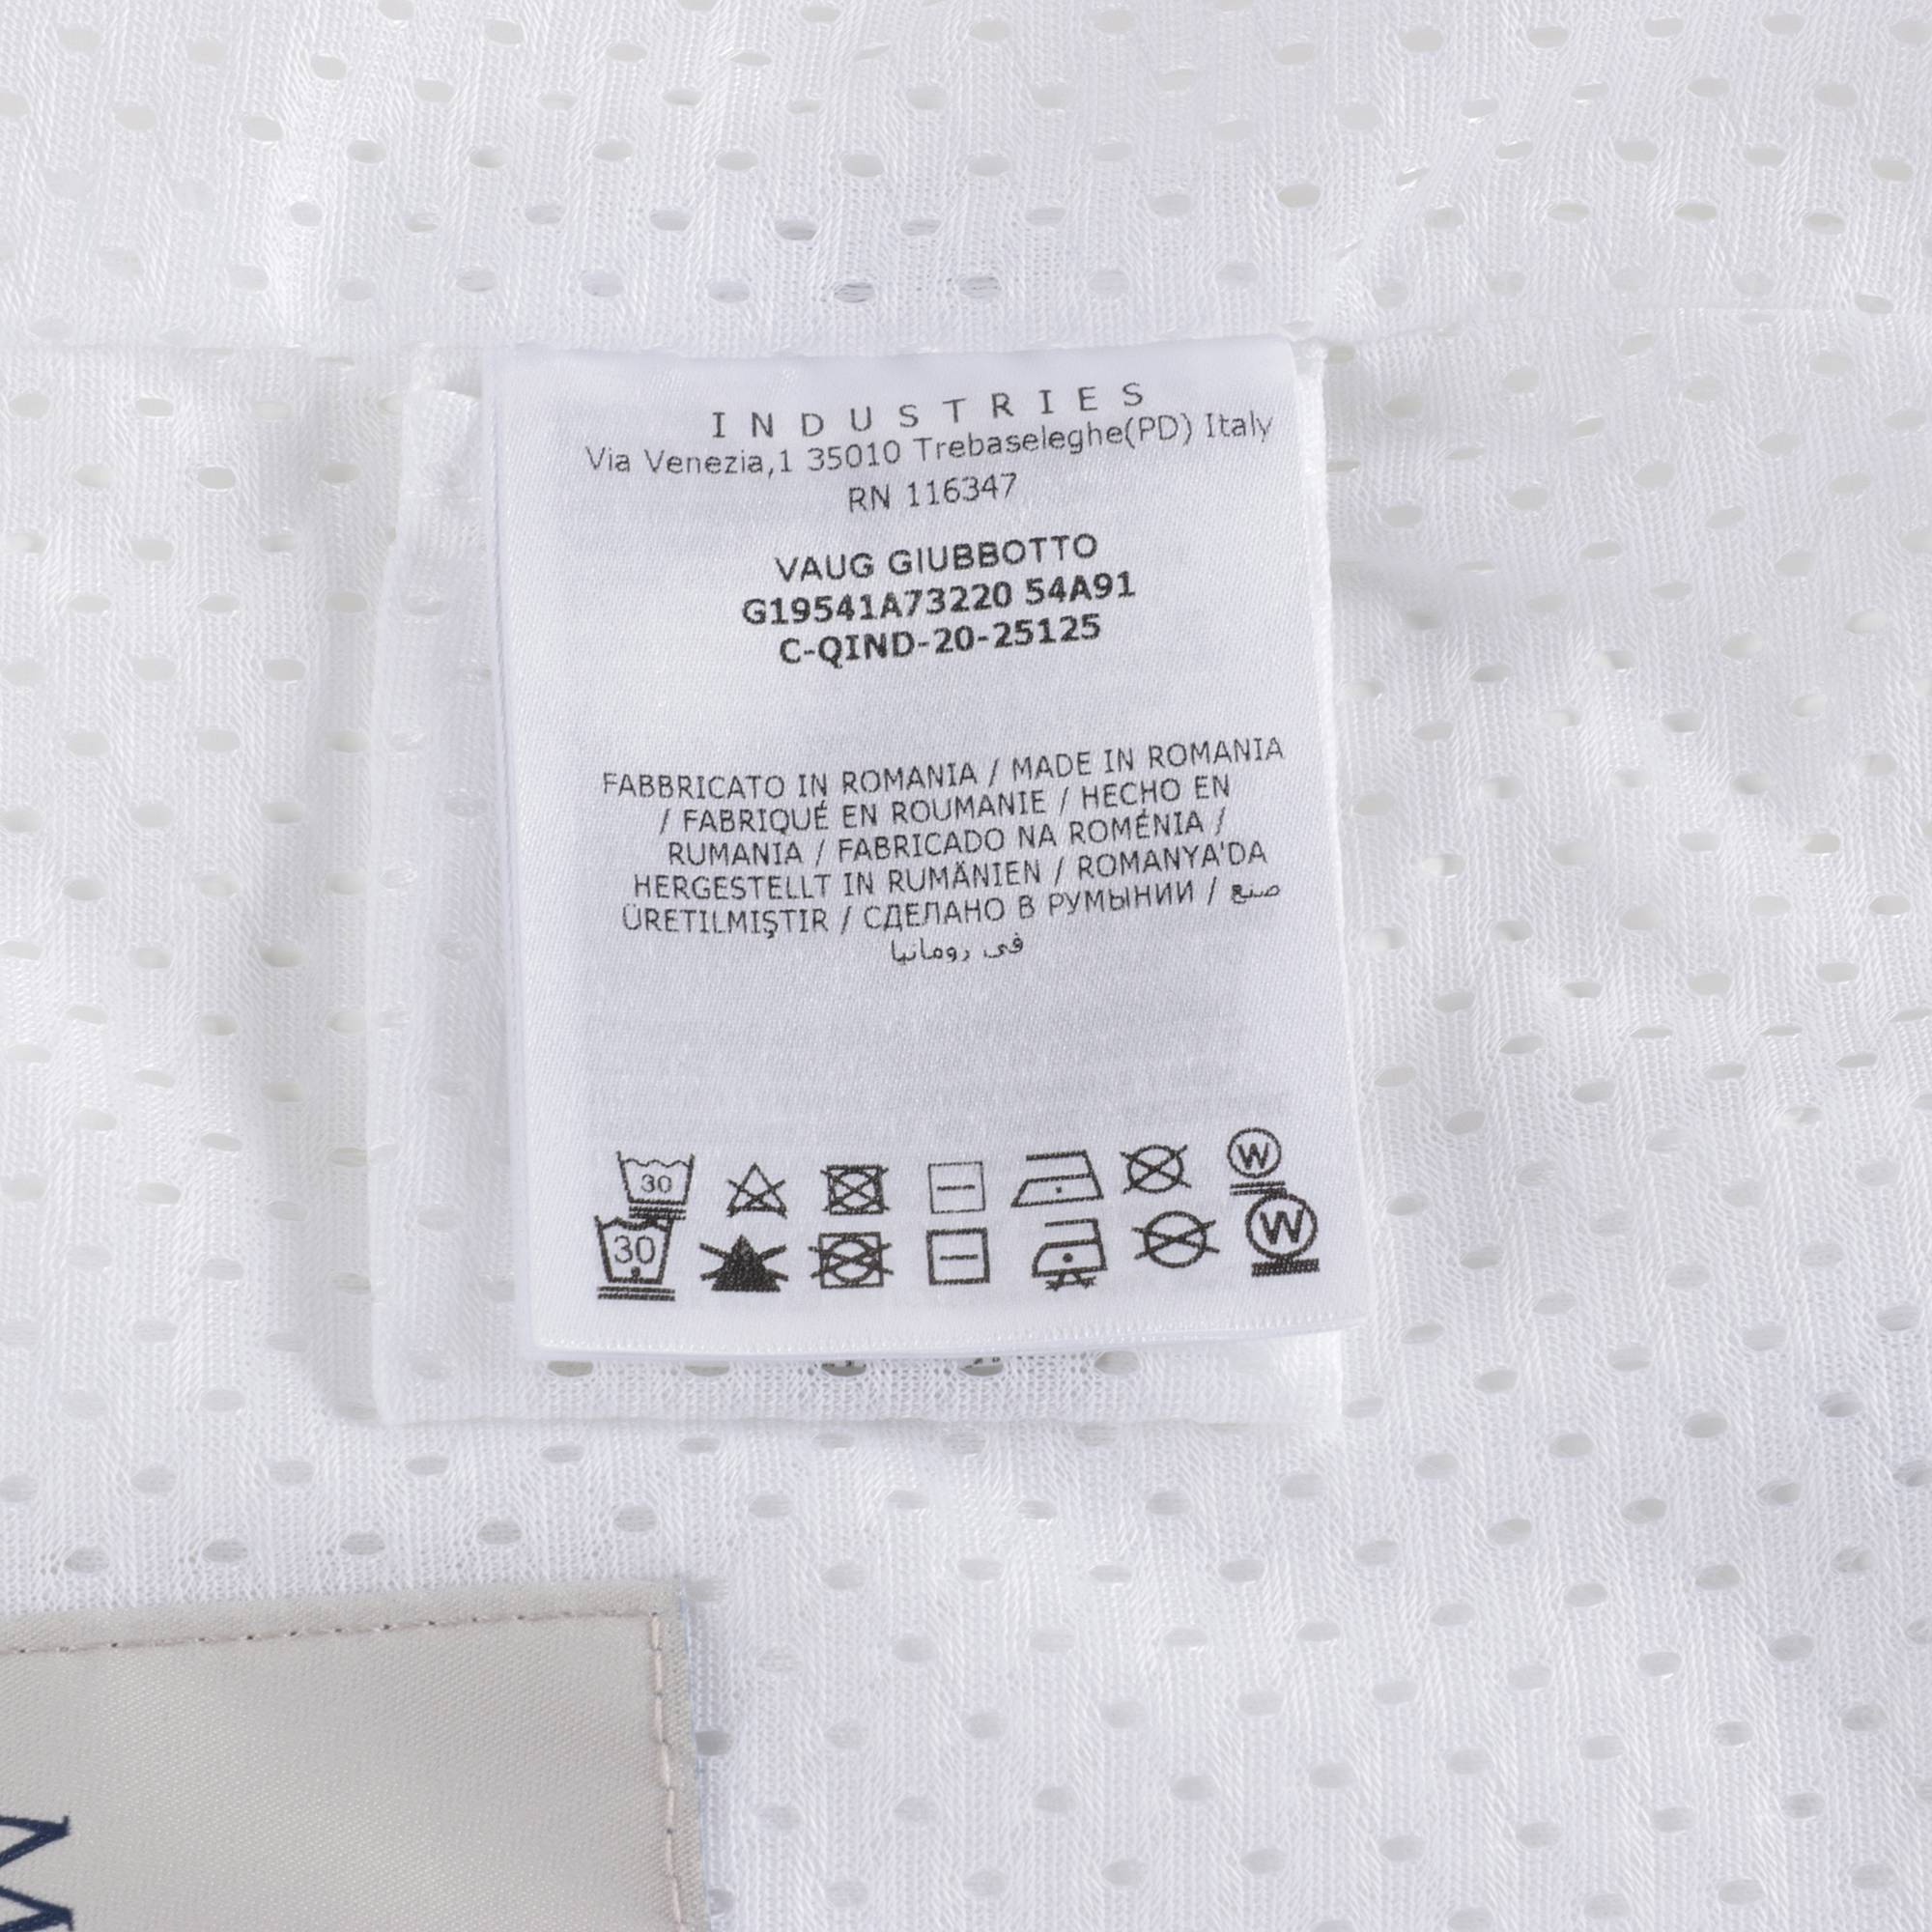 INDUSTRIES
Via Venezia,1 35010 Trebaseleghe(PD) Italy
RN 116347
VAUG GIUBBOTTO
G19541A73220 54A91
C-QIND-20-25125
FABBRICATO IN ROMANIA / MADE IN ROMANIA
/ FABRIQUÉ EN ROUMANIE / HECHO EN
RUMANIA / FABRICADO NA ROMÉNIA /
HERGESTELLT IN RUMÄNIEN / ROMANYA'DA
ÜRETILMIŞTIR / СДЕЛАНО В РУМЫНИИ / صنع
في رومانيا
30 W
30 W
M